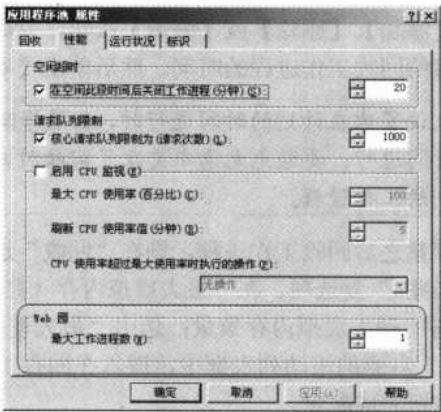 应用程序池 属性
回收 性能 运行状况 标识
空闲超时
在空闲此段时间后关闭工作进程(分钟)(S): 20
请求队列限制
核心请求队列限制为(请求次数)(L): 1000
启用 CPU 监视(E)
最大 CPU 使用率(百分比)(C): 100
刷新 CPU 使用率值(分钟)(R): 5
CPU 使用率超过最大使用率时执行的操作(P):
无操作
Web 园
最大工作进程数(M): 1
确定 取消 应用(A) 帮助